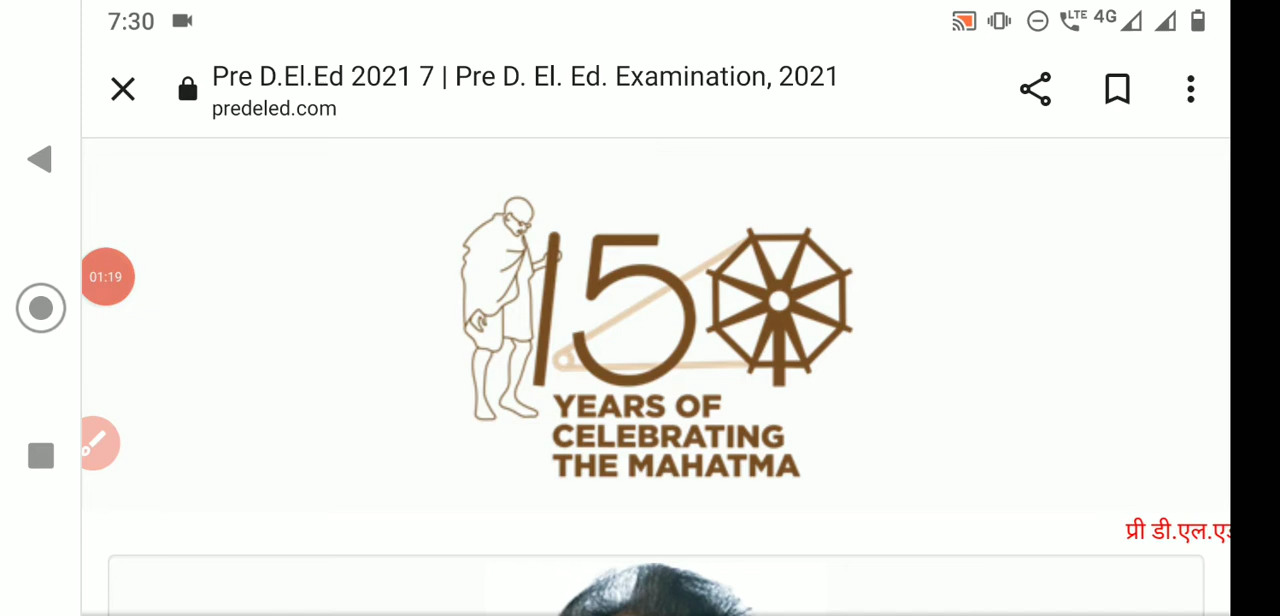 7:30
LTE 4G
Pre D.El.Ed 2021 7 | Pre D. El. Ed. Examination, 2021
predeled.com
01:19
150
YEARS OF
CELEBRATING
THE MAHATMA
प्री डी.एल.एड